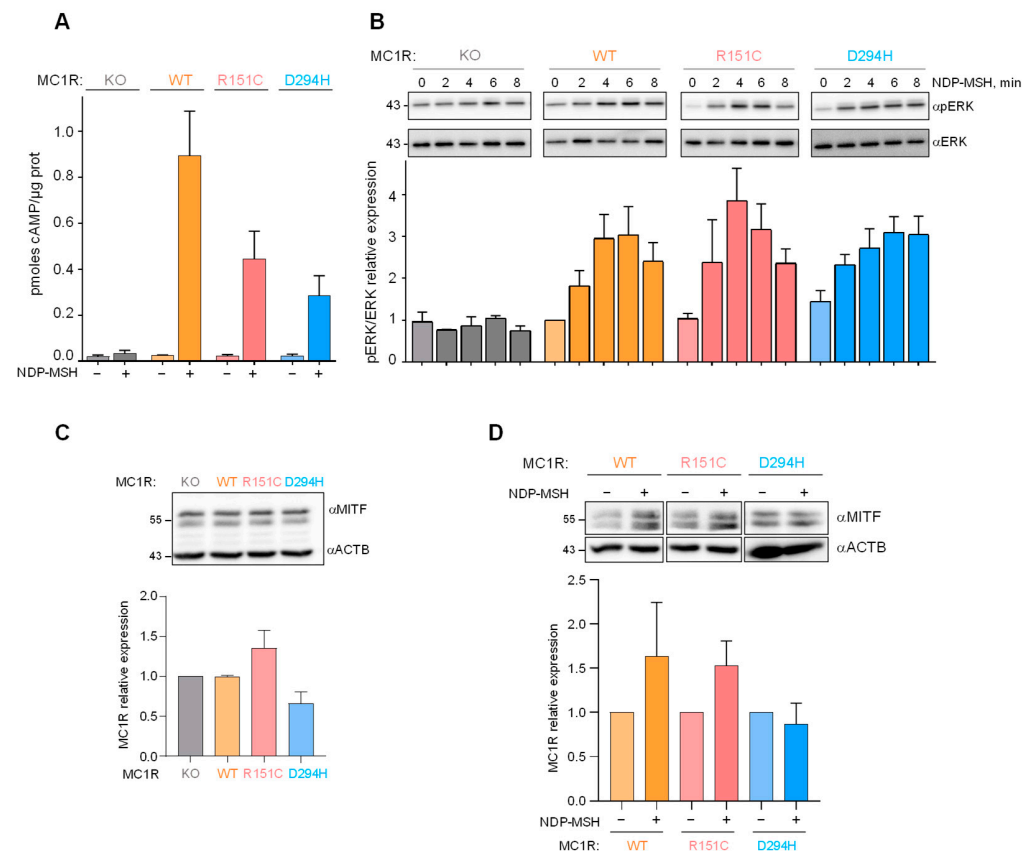 A
MC1R: KO WT R151C D294H
pmoles cAMP/µg prot
1.0
0.8
0.6
0.4
0.2
0.0
NDP-MSH − + − + − + − +
B
MC1R: KO WT R151C D294H
0 2 4 6 8 0 2 4 6 8 0 2 4 6 8 0 2 4 6 8 NDP-MSH, min
43 αpERK
43 αERK
pERK/ERK relative expression
4
3
2
1
0
C
MC1R: KO WT R151C D294H
αMITF
55
43 αACTB
MC1R relative expression
2.0
1.5
1.0
0.5
0.0
MC1R KO WT R151C D294H
D
MC1R: WT R151C D294H
NDP-MSH − + − + − +
55 αMITF
43 αACTB
MC1R relative expression
2.5
2.0
1.5
1.0
0.5
0.0
NDP-MSH − + − + − +
MC1R: WT R151C D294H